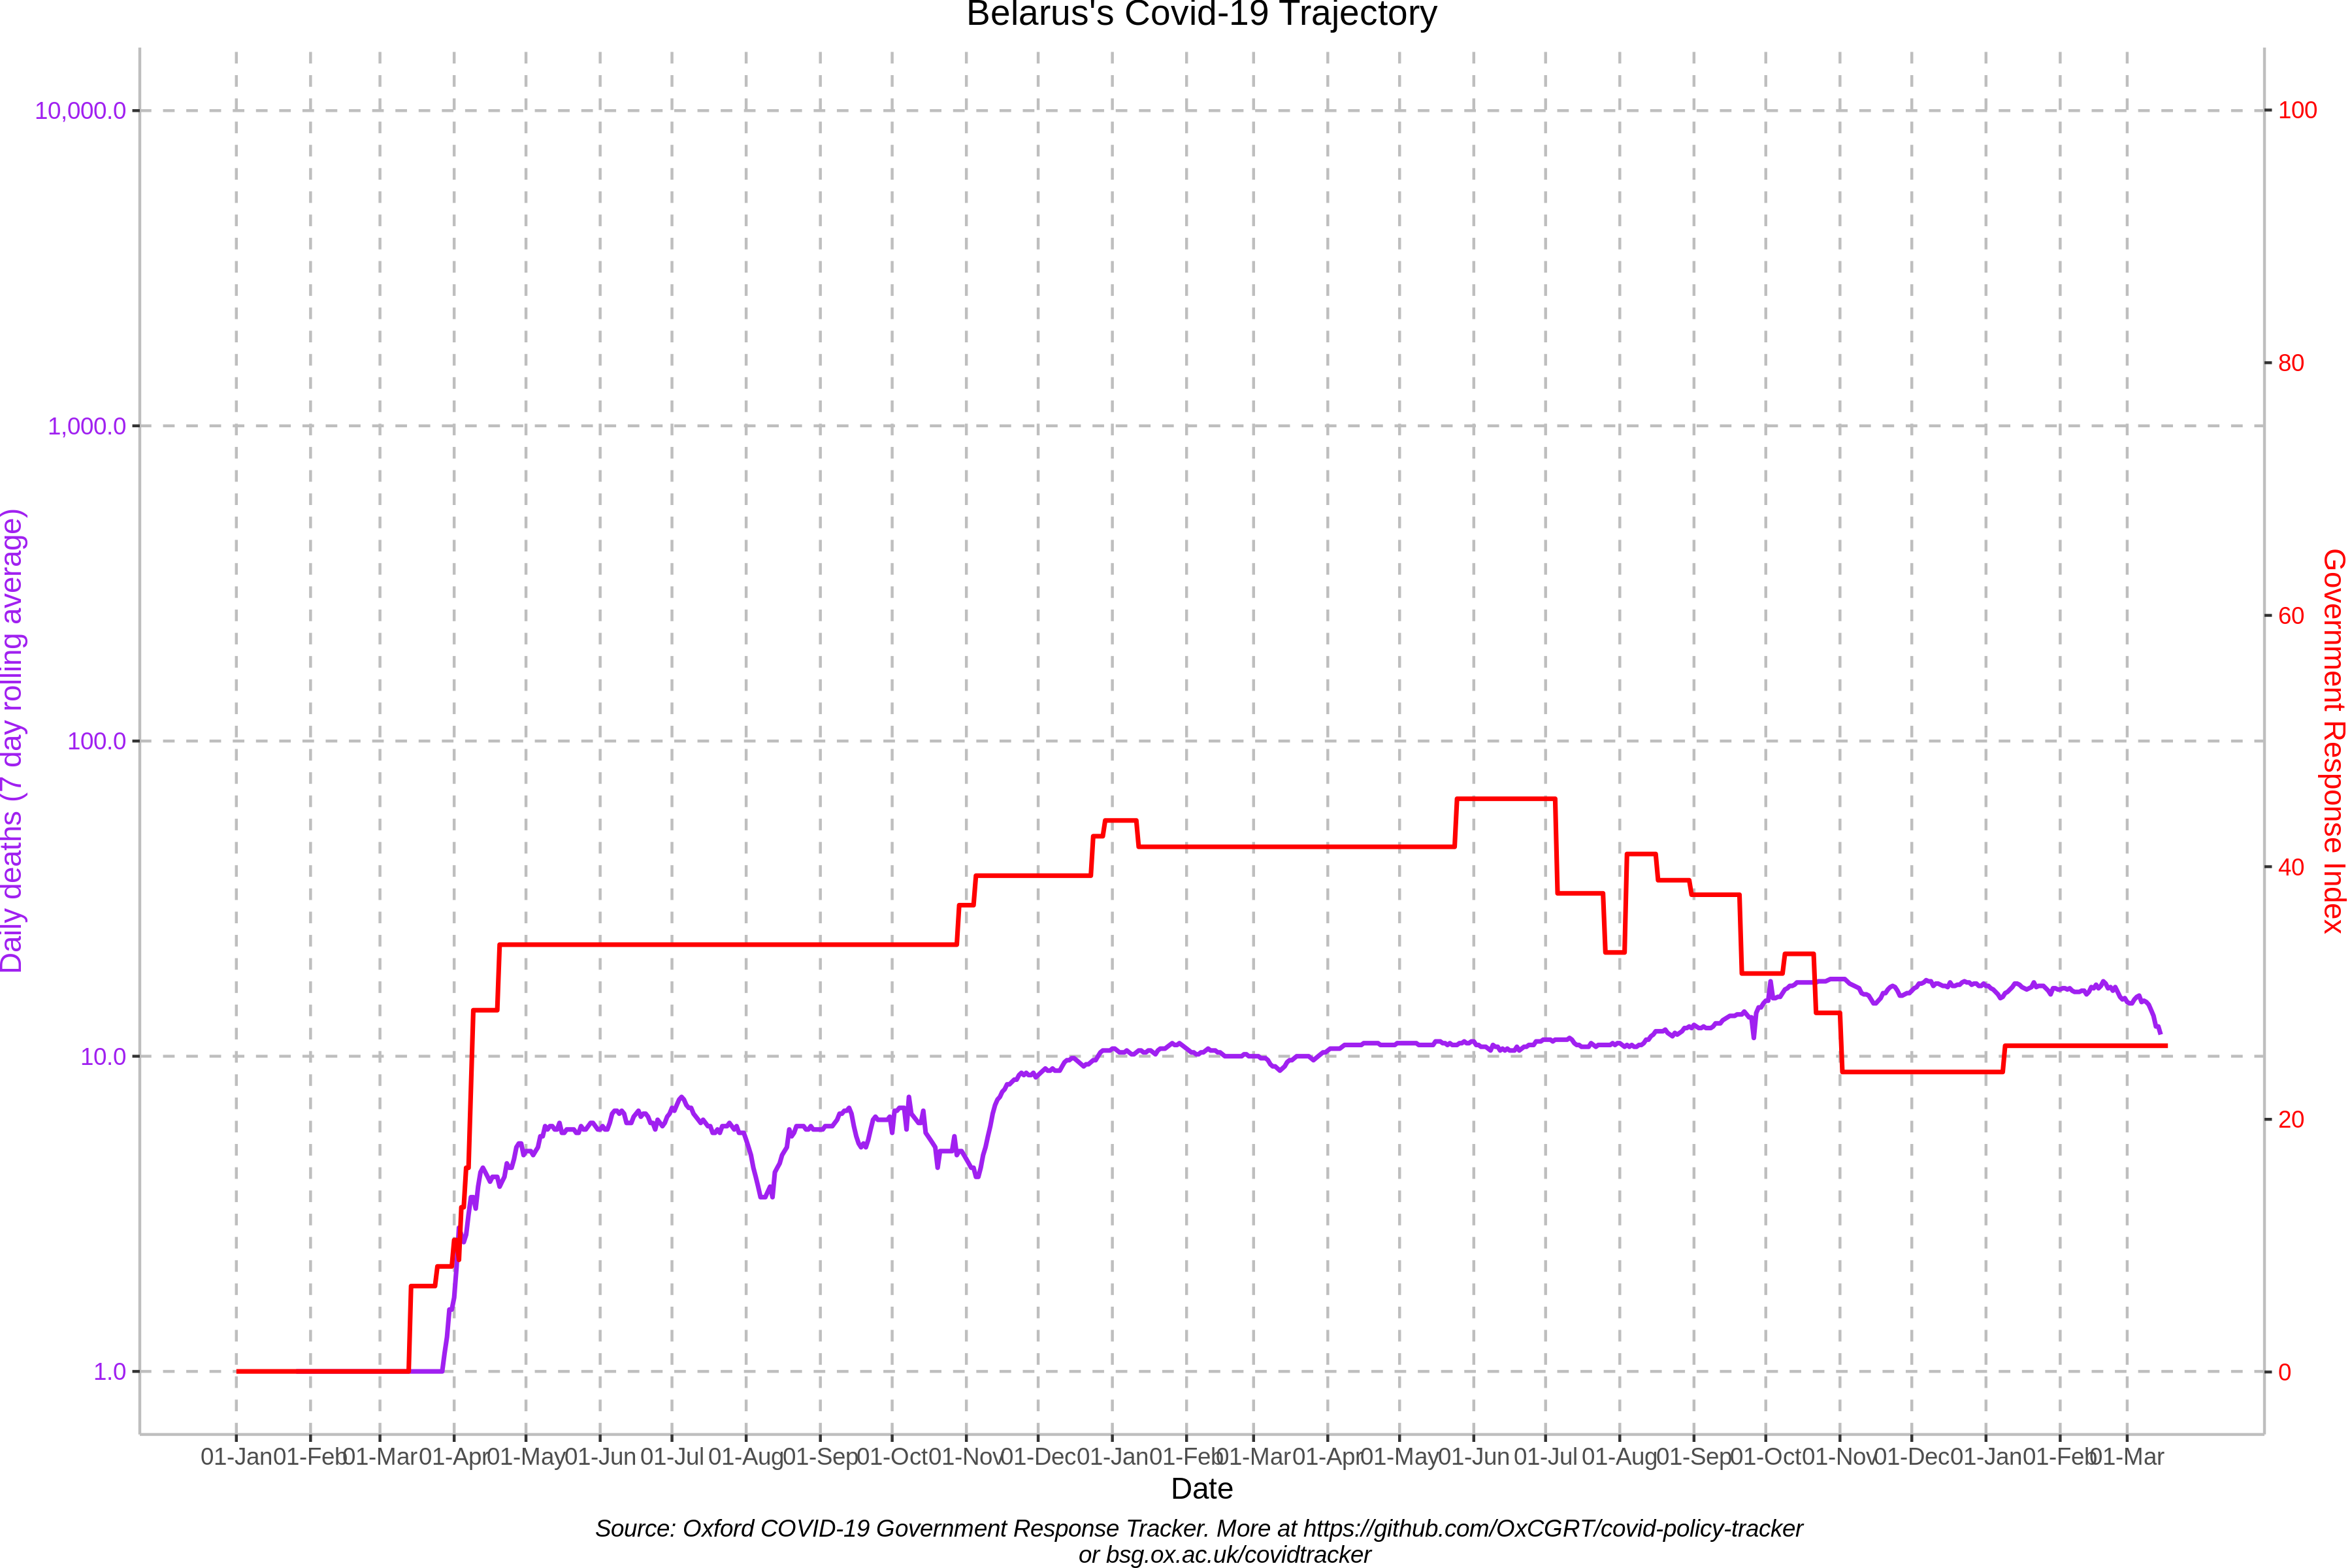 Belarus's Covid-19 Trajectory
10,000.0
1,000.0
100.0
10.0
1.0
Daily deaths (7 day rolling average)
100
80
60
40
20
0
Government Response Index
01-Jan 01-Feb 01-Mar 01-Apr 01-May 01-Jun 01-Jul 01-Aug 01-Sep 01-Oct 01-Nov 01-Dec 01-Jan 01-Feb 01-Mar 01-Apr 01-May 01-Jun 01-Jul 01-Aug 01-Sep 01-Oct 01-Nov 01-Dec 01-Jan 01-Feb 01-Mar
Date
Source: Oxford COVID-19 Government Response Tracker. More at https://github.com/OxCGRT/covid-policy-tracker
or bsg.ox.ac.uk/covidtracker